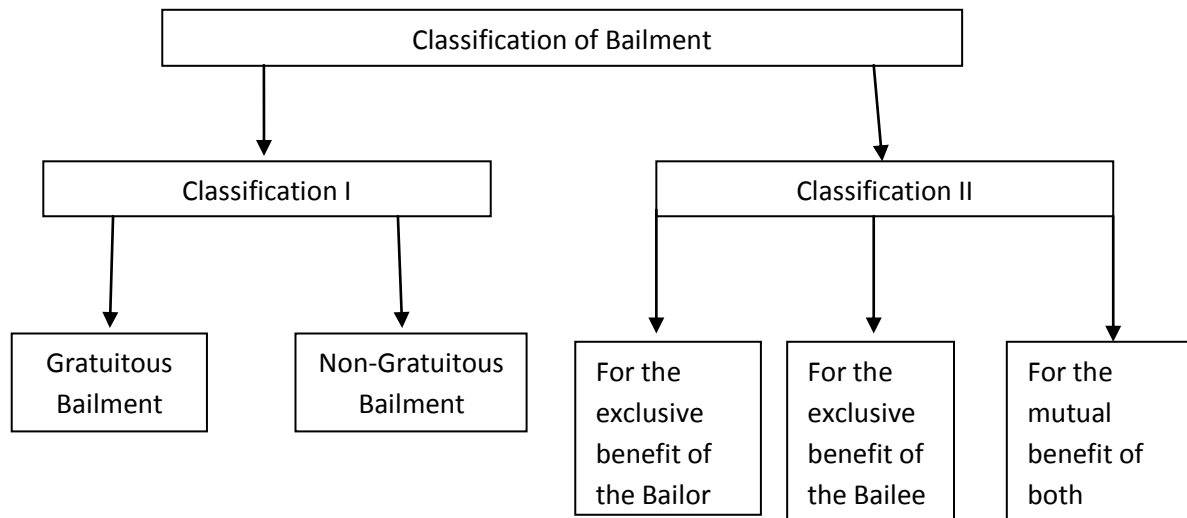 Classification of Bailment
Classification I
Classification II
Gratuitous
Bailment
Non-Gratuitous
Bailment
For the
exclusive
benefit of
the Bailor
For the
exclusive
benefit of
the Bailee
For the
mutual
benefit of
both